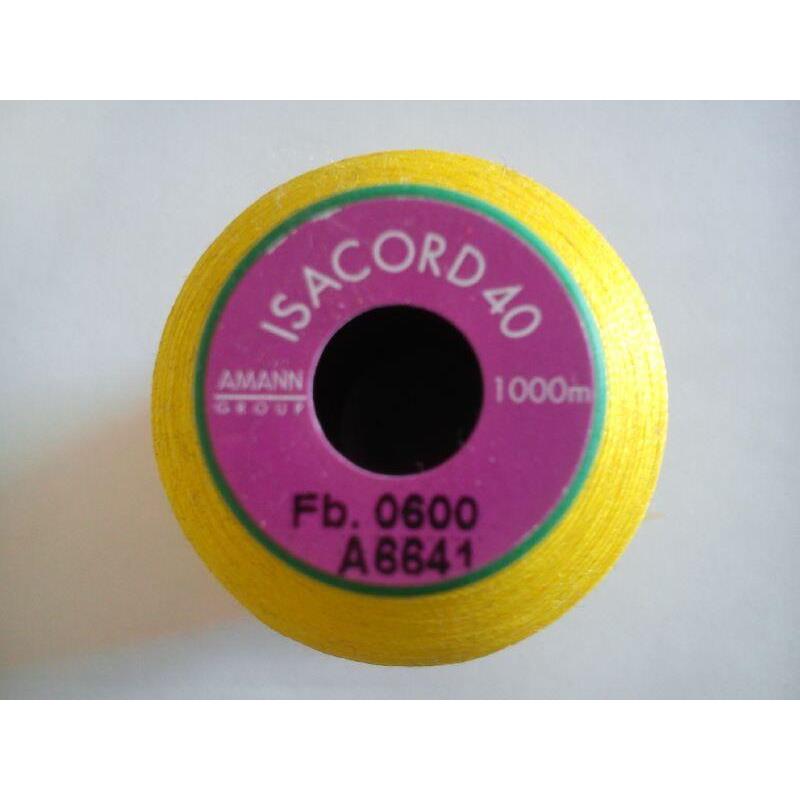 ISACORD 40
AMANN
GROUP
1000m
Fb. 0600
A6641